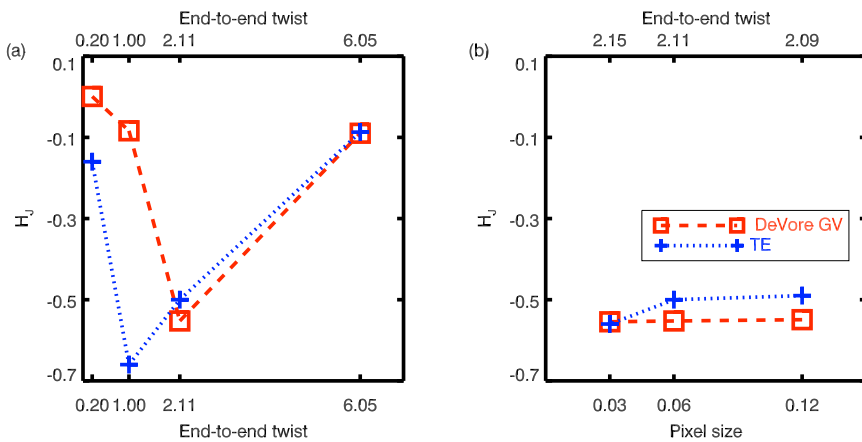 End-to-end twist
0.20 1.00 2.11 6.05
(a)
0.1
-0.1
-0.3
-0.5
-0.7
H_J
0.20 1.00 2.11 6.05
End-to-end twist
End-to-end twist
2.15 2.11 2.09
(b)
0.1
-0.1
-0.3
-0.5
-0.7
H_J
DeVore GV
TE
0.03 0.06 0.12
Pixel size